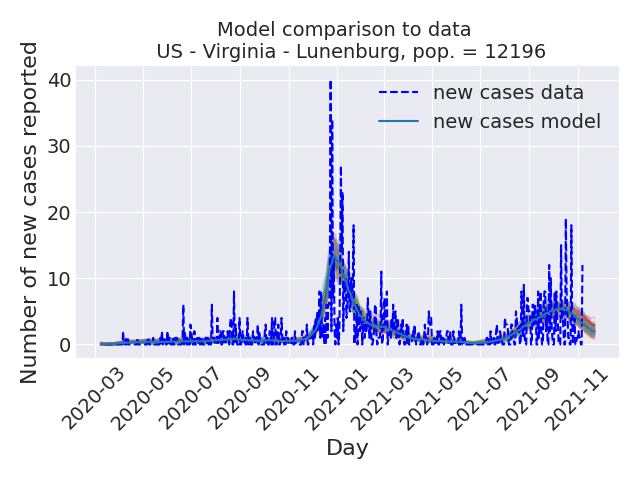 Model comparison to data
US - Virginia - Lunenburg, pop. = 12196
Number of new cases reported
40
30
20
10
0
new cases data
new cases model
2020-03
2020-05
2020-07
2020-09
2020-11
2021-01
2021-03
2021-05
2021-07
2021-09
2021-11
Day